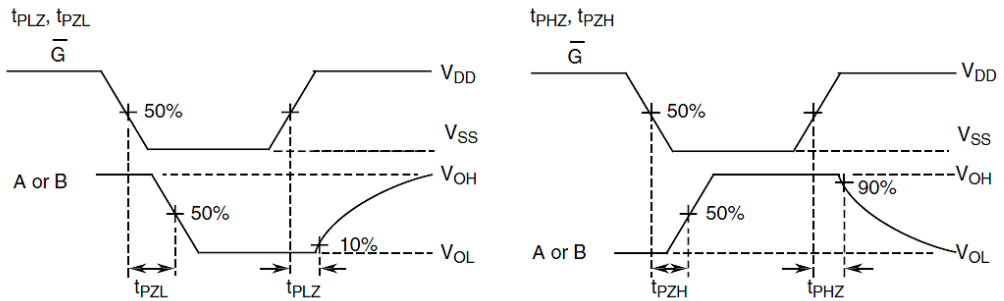 tPLZ, tPZL
G
VDD
50%
VSS
A or B
VOH
50%
10%
VOL
tPZL
tPLZ
tPHZ, tPZH
G
VDD
50%
VSS
VOH
90%
50%
A or B
VOL
tPZH
tPHZ